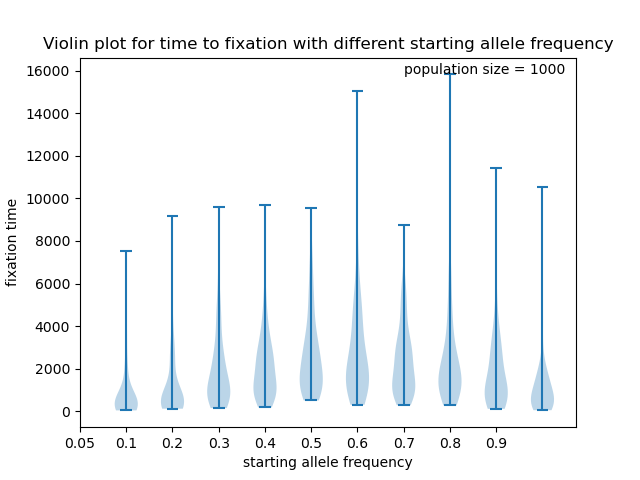 Violin plot for time to fixation with different starting allele frequency
population size = 1000
16000
14000
12000
10000
8000
6000
4000
2000
0
fixation time
0.05 0.1 0.2 0.3 0.4 0.5 0.6 0.7 0.8 0.9
starting allele frequency